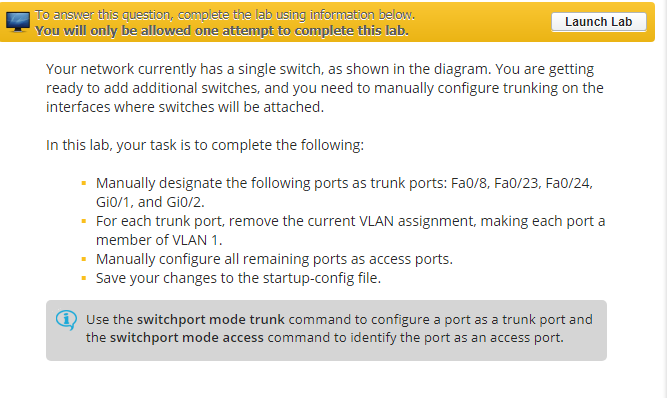 To answer this question, complete the lab using information below.
You will only be allowed one attempt to complete this lab.
Launch Lab
Your network currently has a single switch, as shown in the diagram. You are getting
ready to add additional switches, and you need to manually configure trunking on the
interfaces where switches will be attached.
In this lab, your task is to complete the following:
Manually designate the following ports as trunk ports: Fa0/8, Fa0/23, Fa0/24,
Gi0/1, and Gi0/2.
For each trunk port, remove the current VLAN assignment, making each port a
member of VLAN 1.
Manually configure all remaining ports as access ports.
Save your changes to the startup-config file.
Use the switchport mode trunk command to configure a port as a trunk port and
the switchport mode access command to identify the port as an access port.